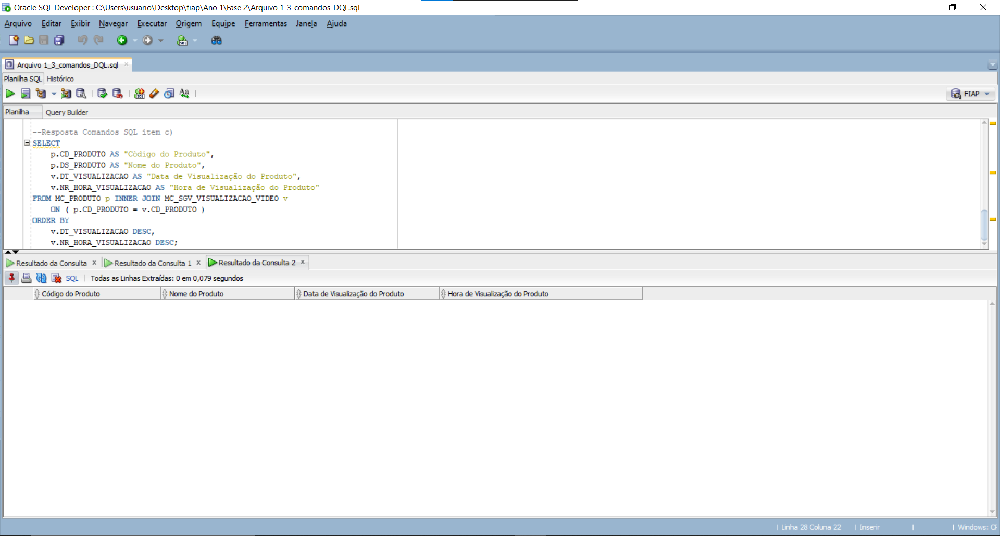 Oracle SQL Developer : C:\Users\usuario\Desktop\fiap\Ano 1\Fase 2\Arquivo 1_3_comandos_DQL.sql
Arquivo Editar Exibir Navegar Executar Origem Equipe Ferramentas Janela Ajuda
Arquivo 1_3_comandos_DQL.sql
Planilha SQL Histórico
FIAP
Planilha Query Builder
--Resposta Comandos SQL item c)
SELECT
p.CD_PRODUTO AS "Código do Produto",
p.DS_PRODUTO AS "Nome do Produto",
v.DT_VISUALIZACAO AS "Data de Visualização do Produto",
v.NR_HORA_VISUALIZACAO AS "Hora de Visualização do Produto"
FROM MC_PRODUTO p INNER JOIN MC_SGV_VISUALIZACAO_VIDEO v
ON ( p.CD_PRODUTO = v.CD_PRODUTO )
ORDER BY
v.DT_VISUALIZACAO DESC,
v.NR_HORA_VISUALIZACAO DESC;
Resultado da Consulta x Resultado da Consulta 1 x Resultado da Consulta 2 x
SQL | Todas as Linhas Extraídas: 0 em 0,079 segundos
Código do Produto Nome do Produto Data de Visualização do Produto Hora de Visualização do Produto
| Linha 28 Coluna 22 | Inserir | | Windows: CF